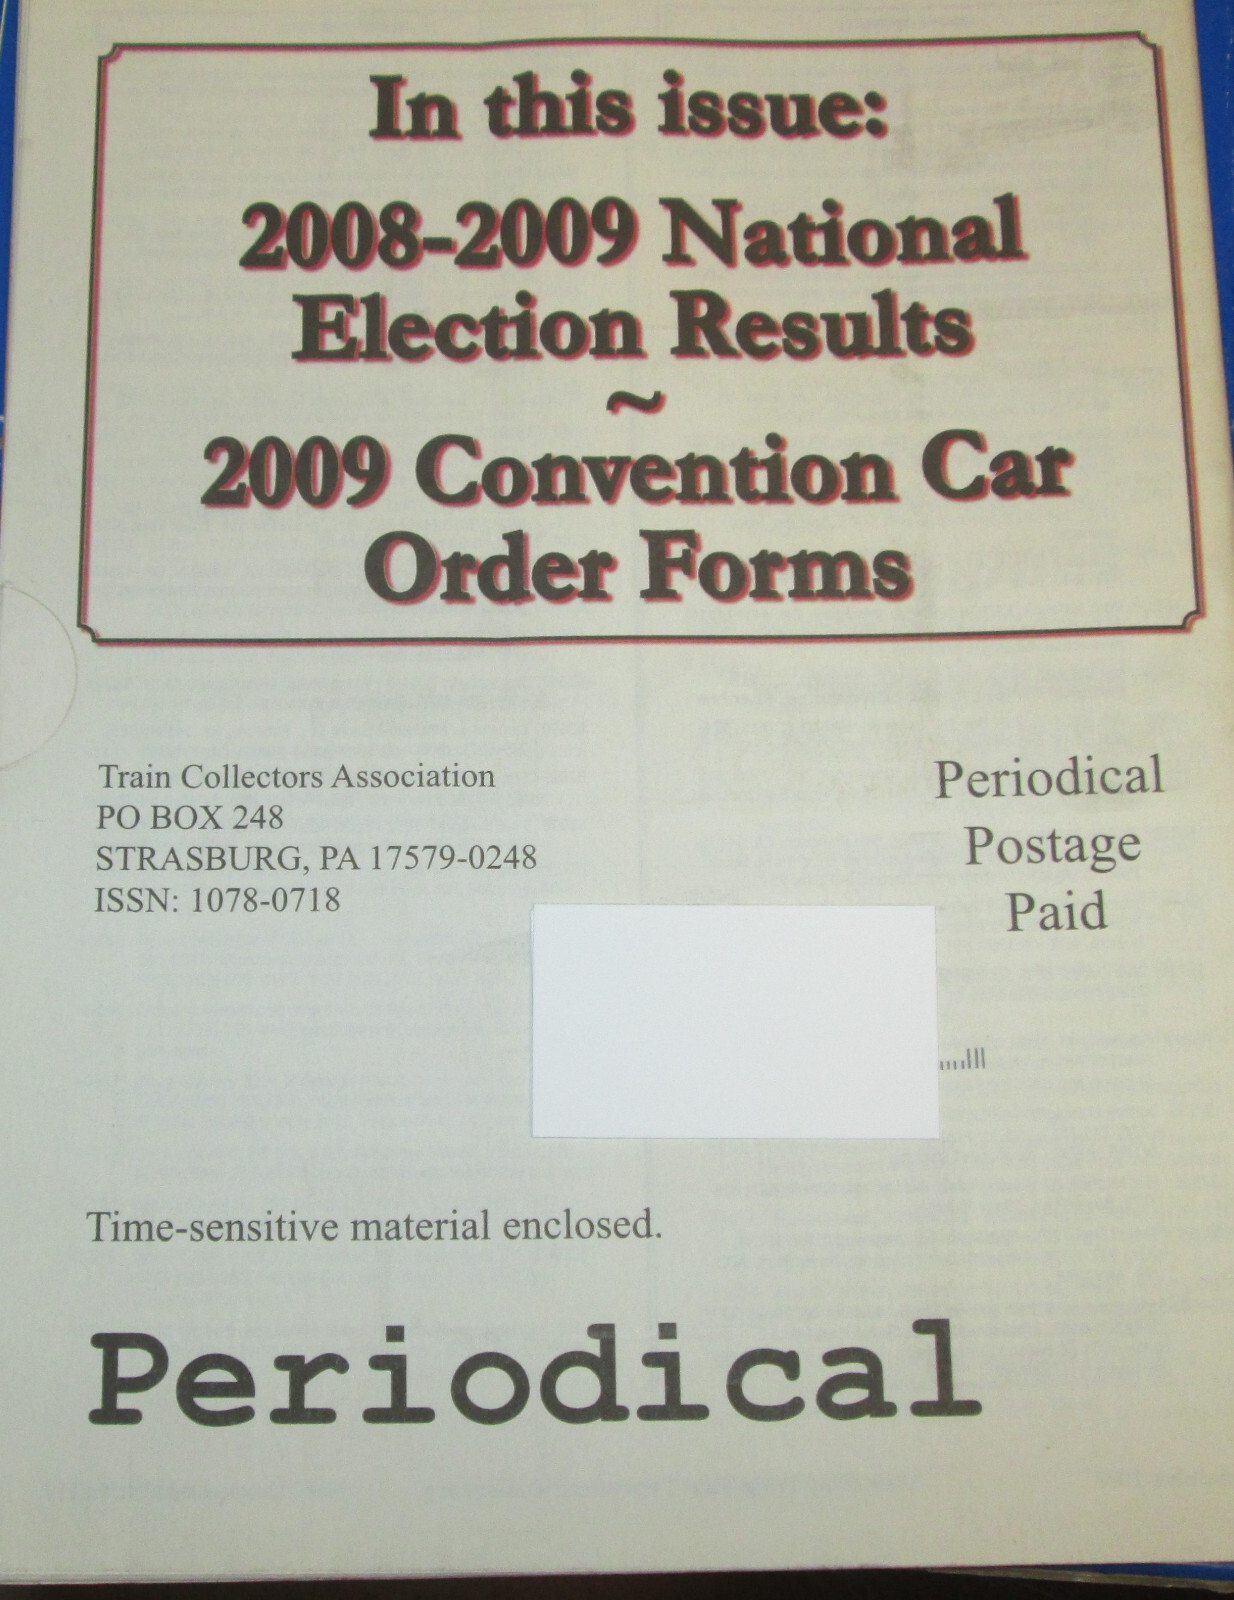 In this issue:
2008-2009 National
Election Results
~
2009 Convention Car
Order Forms
Train Collectors Association
PO BOX 248
STRASBURG, PA 17579-0248
ISSN: 1078-0718
Periodical
Postage
Paid
Time-sensitive material enclosed.
Periodical